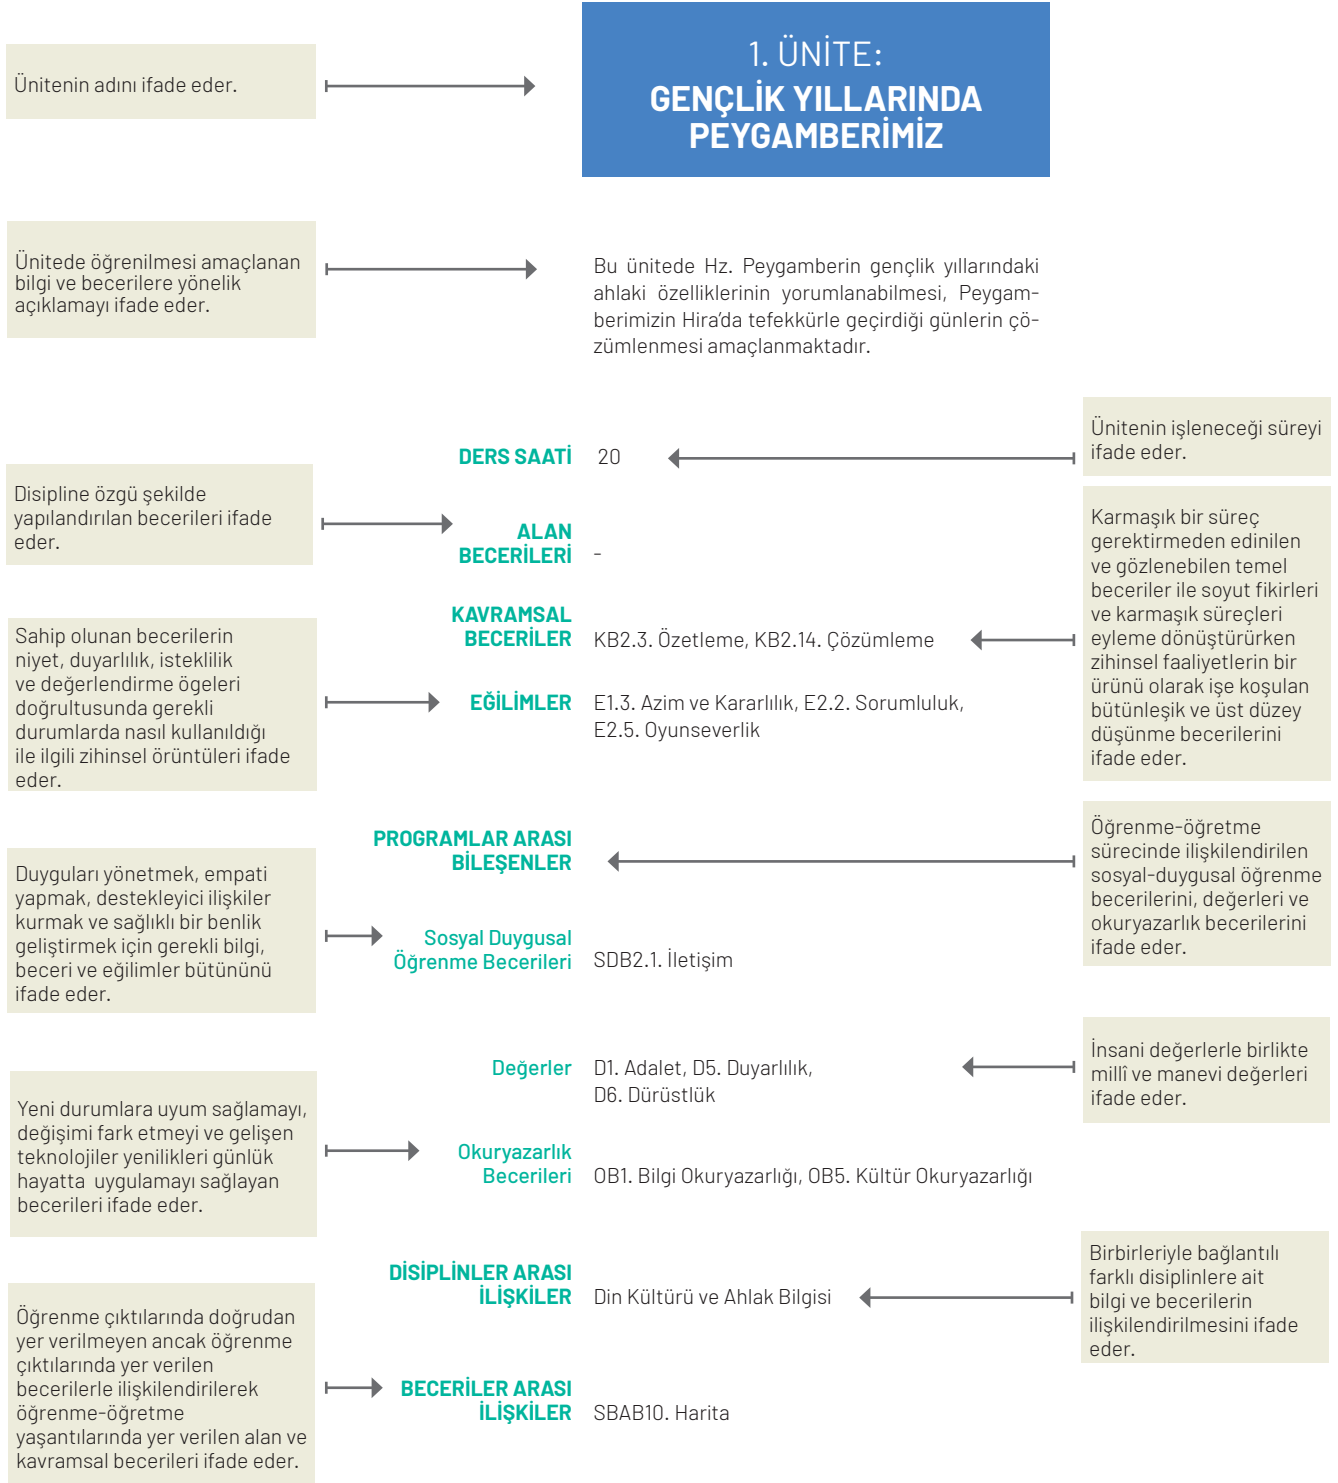 Ünitenin adını ifade eder.
1. ÜNİTE:
GENÇLİK YILLARINDA
PEYGAMBERİMİZ
Ünitede öğrenilmesi amaçlanan
bilgi ve becerilere yönelik
açıklamayı ifade eder.
Bu ünitede Hz. Peygamberin gençlik yıllarındaki
ahlaki özelliklerinin yorumlanabilmesi, Peygam-
berimizin Hira’da tefekkürle geçirdiği günlerin çö-
zümlenmesi amaçlanmaktadır.
DERS SAATİ 20
Ünitenin işleneceği süreyi
ifade eder.
Disipline özgü şekilde
yapılandırılan becerileri ifade
eder.
ALAN
BECERİLERİ -
Karmaşık bir süreç
gerektirmeden edinilen
ve gözlenebilen temel
beceriler ile soyut fikirleri
ve karmaşık süreçleri
eyleme dönüştürürken
zihinsel faaliyetlerin bir
ürünü olarak işe koşulan
bütünleşik ve üst düzey
düşünme becerilerini
ifade eder.
KAVRAMSAL
BECERİLER KB2.3. Özetleme, KB2.14. Çözümleme
Sahip olunan becerilerin
niyet, duyarlılık, isteklilik
ve değerlendirme ögeleri
doğrultusunda gerekli
durumlarda nasıl kullanıldığı
ile ilgili zihinsel örüntüleri ifade
eder.
EĞİLİMLER E1.3. Azim ve Kararlılık, E2.2. Sorumluluk,
E2.5. Oyunseverlik
PROGRAMLAR ARASI
BİLEŞENLER
Öğrenme-öğretme
sürecinde ilişkilendirilen
sosyal-duygusal öğrenme
becerilerini, değerleri ve
okuryazarlık becerilerini
ifade eder.
Duyguları yönetmek, empati
yapmak, destekleyici ilişkiler
kurmak ve sağlıklı bir benlik
geliştirmek için gerekli bilgi,
beceri ve eğilimler bütününü
ifade eder.
Sosyal Duygusal
Öğrenme Becerileri SDB2.1. İletişim
Değerler D1. Adalet, D5. Duyarlılık,
D6. Dürüstlük
İnsani değerlerle birlikte
millî ve manevi değerleri
ifade eder.
Yeni durumlara uyum sağlamayı,
değişimi fark etmeyi ve gelişen
teknolojiler yenilikleri günlük
hayatta uygulamayı sağlayan
becerileri ifade eder.
Okuryazarlık
Becerileri OB1. Bilgi Okuryazarlığı, OB5. Kültür Okuryazarlığı
DİSİPLİNLER ARASI
İLİŞKİLER Din Kültürü ve Ahlak Bilgisi
Birbirleriyle bağlantılı
farklı disiplinlere ait
bilgi ve becerilerin
ilişkilendirilmesini ifade
eder.
Öğrenme çıktılarında doğrudan
yer verilmeyen ancak öğrenme
çıktılarında yer verilen
becerilerle ilişkilendirilerek
öğrenme-öğretme
yaşantılarında yer verilen alan ve
kavramsal becerileri ifade eder.
BECERİLER ARASI
İLİŞKİLER SBAB10. Harita